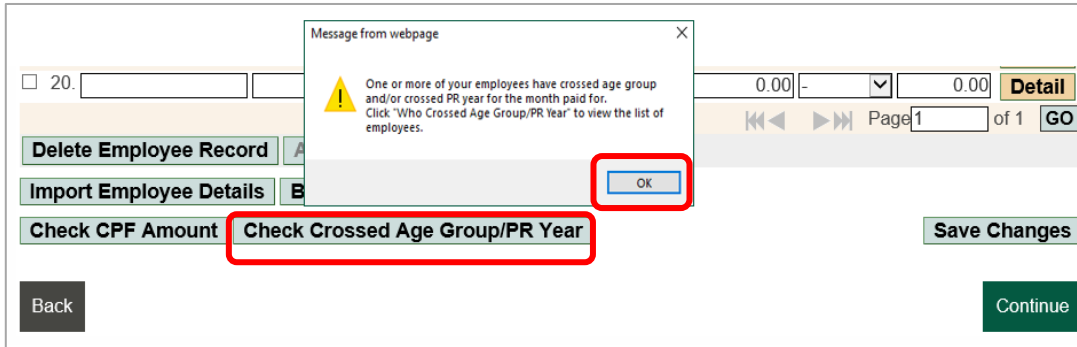 Message from webpage
One or more of your employees have crossed age group
and/or crossed PR year for the month paid for.
Click "Who Crossed Age Group/PR Year" to view the list of
employees.
OK
20. 0.00 - 0.00 Detail
Page 1 of 1 GO
Delete Employee Record
Import Employee Details
Check CPF Amount Check Crossed Age Group/PR Year Save Changes
Back Continue